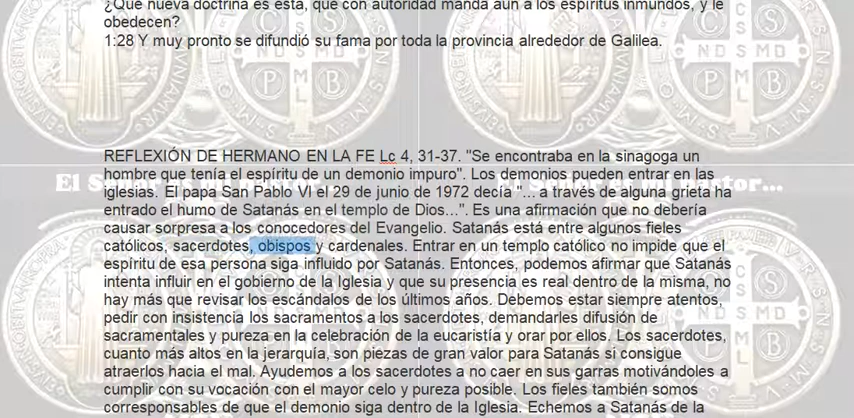 ¿Qué nueva doctrina es esta, que con autoridad manda aun a los espíritus inmundos, y le
obedecen?
1:28 Y muy pronto se difundió su fama por toda la provincia alrededor de Galilea.
C
S
S
M
L
N D S M D
P
B
C
S
S
M
L
N D S M D
P
B
REFLEXIÓN DE HERMANO EN LA FE Lc 4, 31-37. "Se encontraba en la sinagoga un
hombre que tenía el espíritu de un demonio impuro". Los demonios pueden entrar en las
iglesias. El papa San Pablo VI el 29 de junio de 1972 decía "... a través de alguna grieta ha
entrado el humo de Satanás en el templo de Dios...". Es una afirmación que no debería
causar sorpresa a los conocedores del Evangelio. Satanás está entre algunos fieles
católicos, sacerdotes, obispos y cardenales. Entrar en un templo católico no impide que el
espíritu de esa persona siga influido por Satanás. Entonces, podemos afirmar que Satanás
intenta influir en el gobierno de la Iglesia y que su presencia es real dentro de la misma, no
hay más que revisar los escándalos de los últimos años. Debemos estar siempre atentos,
pedir con insistencia los sacramentos a los sacerdotes, demandarles difusión de
sacramentales y pureza en la celebración de la eucaristía y orar por ellos. Los sacerdotes,
cuanto más altos en la jerarquía, son piezas de gran valor para Satanás si consigue
atraerlos hacia el mal. Ayudemos a los sacerdotes a no caer en sus garras motivándoles a
cumplir con su vocación con el mayor celo y pureza posible. Los fieles también somos
corresponsables de que el demonio siga dentro de la Iglesia. Echemos a Satanás de la